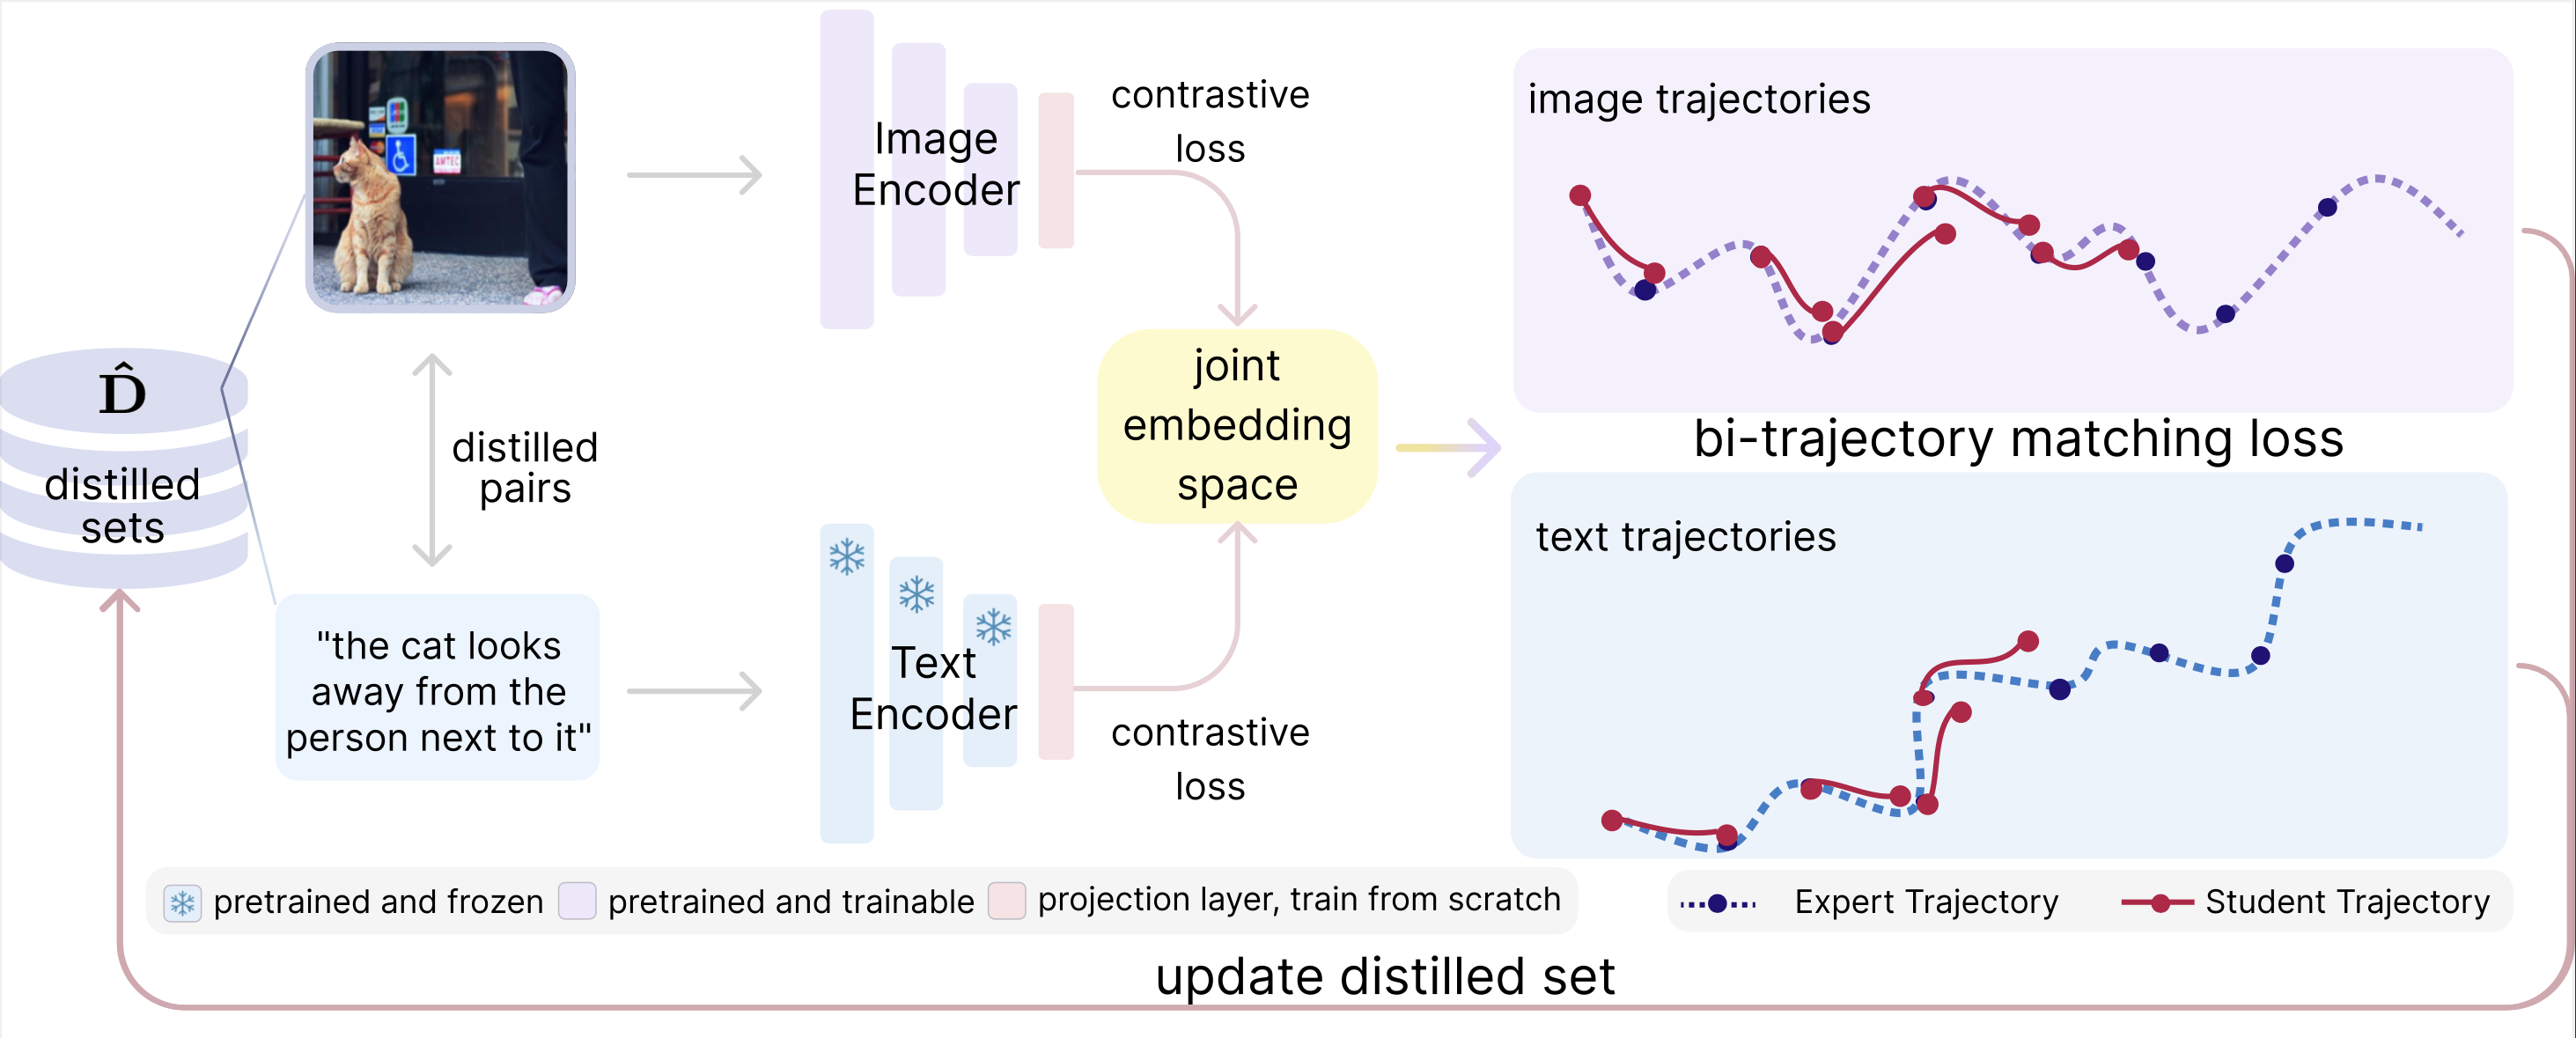 D̂
distilled
sets
AMTEC
distilled
pairs
"the cat looks
away from the
person next to it"
Image
Encoder
Text
Encoder
contrastive
loss
joint
embedding
space
contrastive
loss
image trajectories
bi-trajectory matching loss
text trajectories
pretrained and frozen
pretrained and trainable
projection layer, train from scratch
Expert Trajectory
Student Trajectory
update distilled set